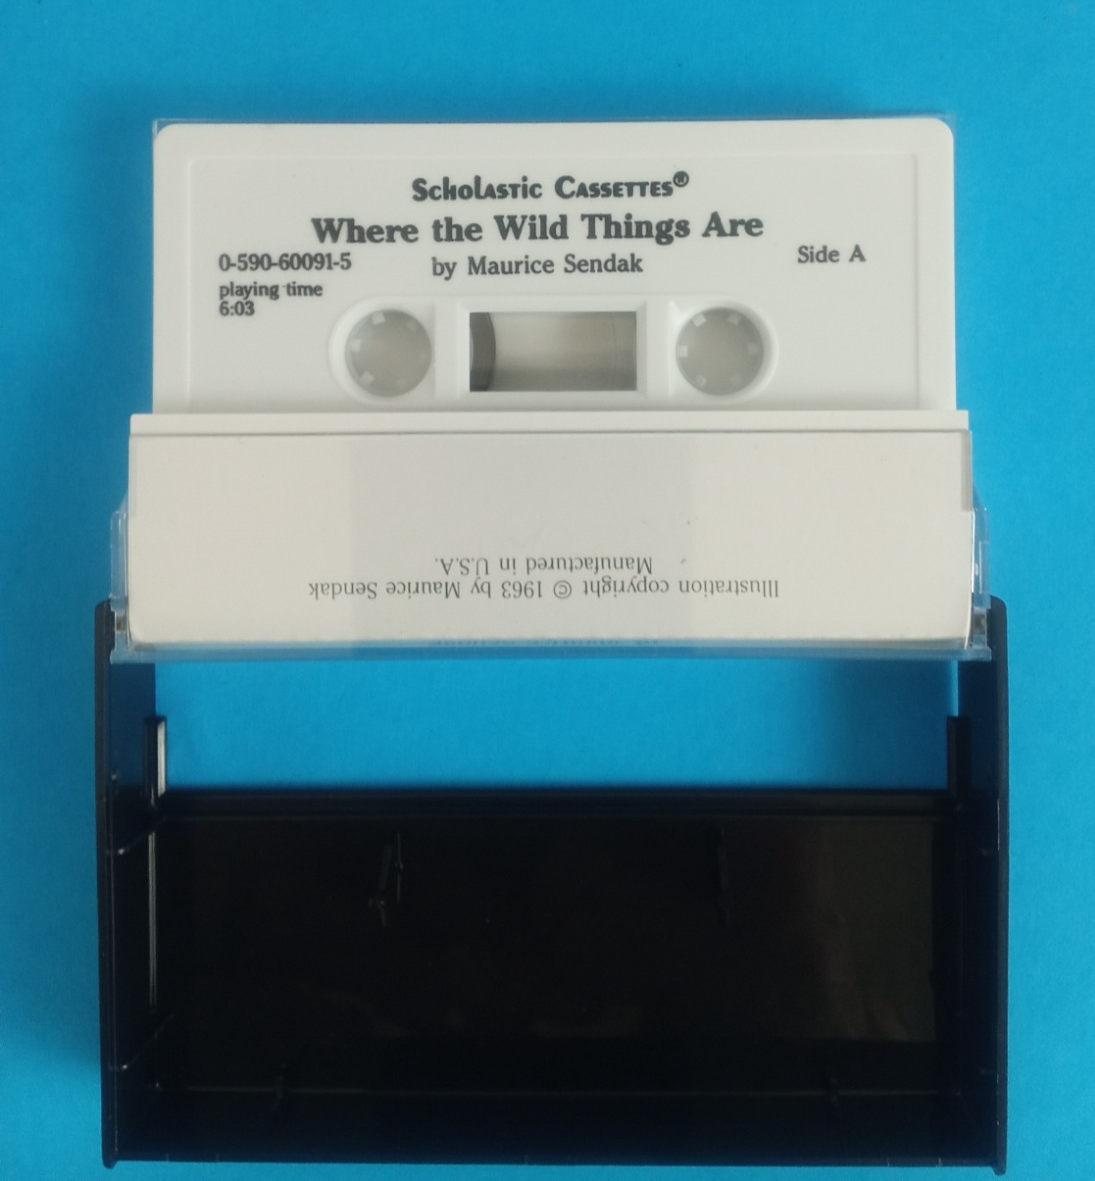 Scholastic Cassettes®
Where the Wild Things Are
by Maurice Sendak
0-590-60091-5
playing time
6:03
Side A
Illustration copyright © 1963 by Maurice Sendak
Manufactured in U.S.A.